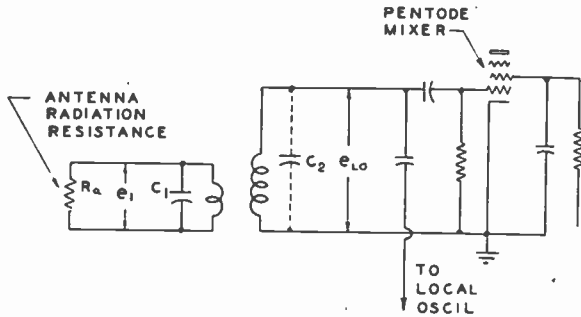 PENTODE
MIXER
ANTENNA
RADIATION
RESISTANCE
Ra
e1
C1
C2
eLo
TO
LOCAL
OSCIL